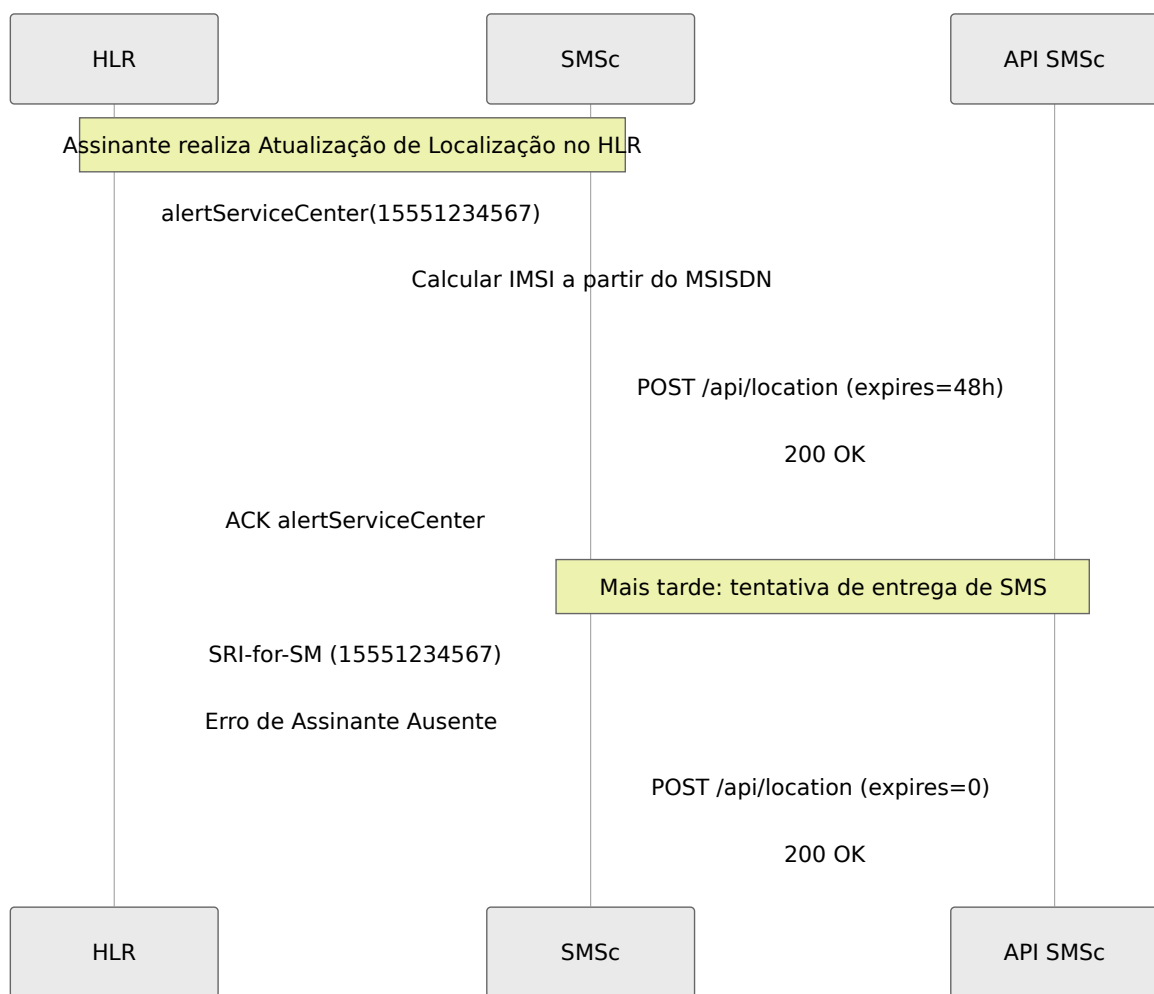 HLR
SMSc
API SMSc
Assinante realiza Atualização de Localização no HLR
alertServiceCenter(15551234567)
Calcular IMSI a partir do MSISDN
POST /api/location (expires=48h)
200 OK
ACK alertServiceCenter
Mais tarde: tentativa de entrega de SMS
SRI-for-SM (15551234567)
Erro de Assinante Ausente
POST /api/location (expires=0)
200 OK
HLR
SMSc
API SMSc